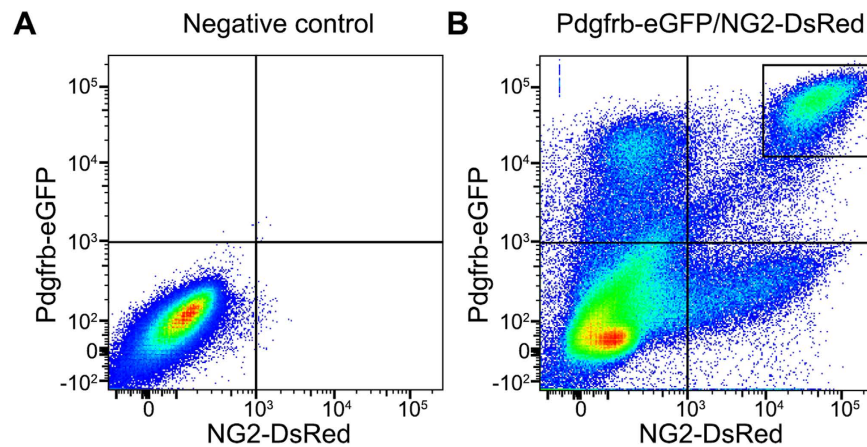 A
Negative control
Pdgfrb-eGFP
10⁵
10⁴
10³
10²
0
-10²
0
10³
10⁴
10⁵
NG2-DsRed
B
Pdgfrb-eGFP/NG2-DsRed
Pdgfrb-eGFP
10⁵
10⁴
10³
10²
0
-10²
0
10³
10⁴
10⁵
NG2-DsRed